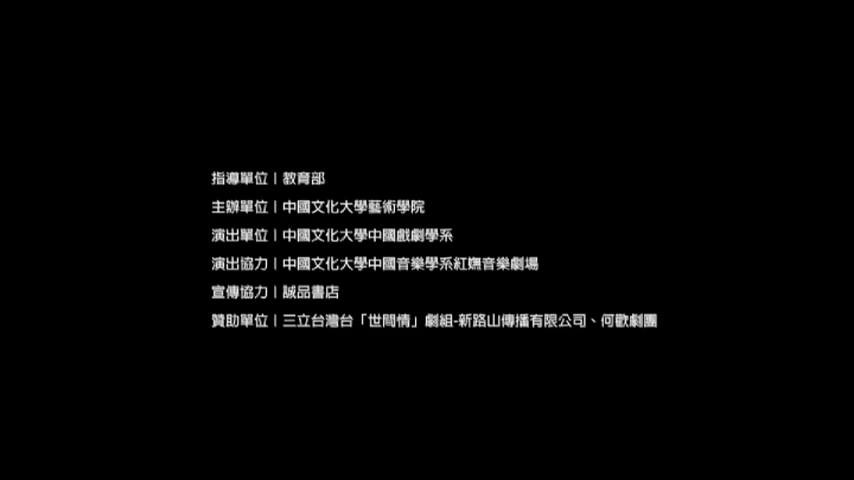 指導單位｜教育部
主辦單位｜中國文化大學藝術學院
演出單位｜中國文化大學中國戲劇學系
演出協力｜中國文化大學中國音樂學系紅嫵音樂劇場
宣傳協力｜誠品書店
贊助單位｜三立台灣台「世間情」劇組-新路山傳播有限公司、何歡劇團